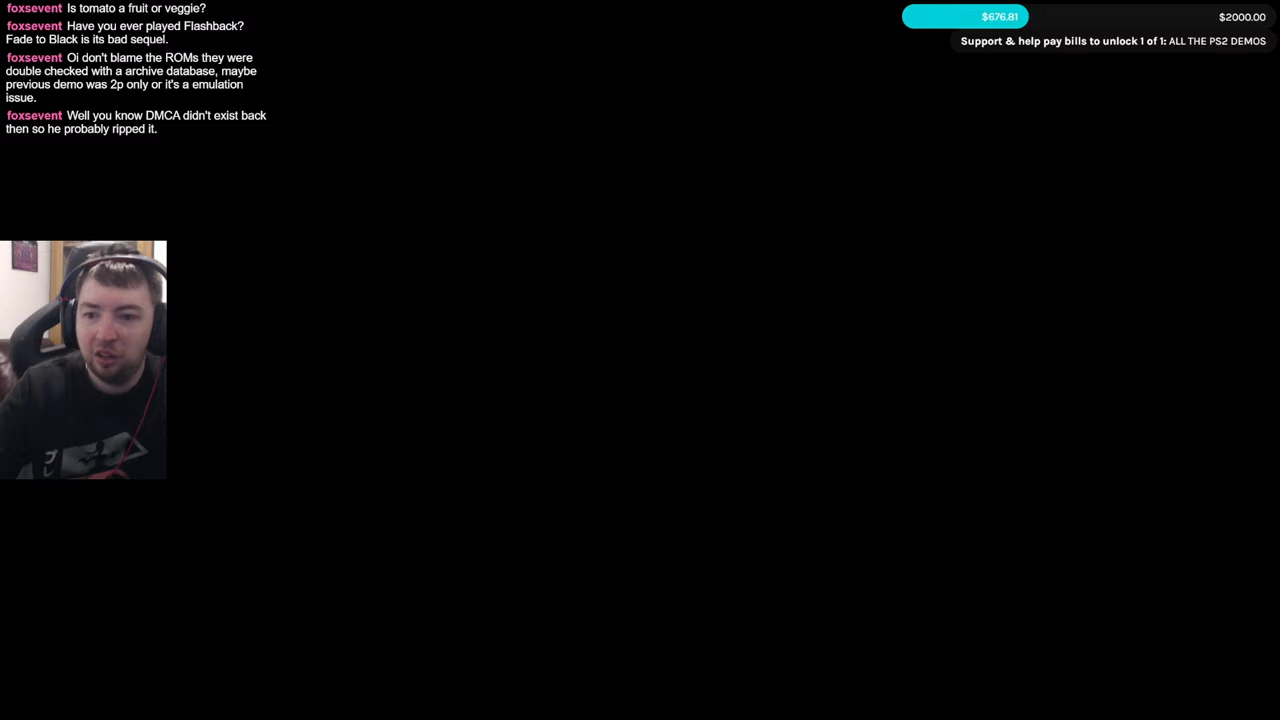 foxsevent Is tomato a fruit or veggie?
foxsevent Have you ever played Flashback?
Fade to Black is its bad sequel.
foxsevent Oi don't blame the ROMs they were
double checked with a archive database, maybe
previous demo was 2p only or it's a emulation
issue.
foxsevent Well you know DMCA didn't exist back
then so he probably ripped it.
$676.81
$2000.00
Support & help pay bills to unlock 1 of 1: ALL THE PS2 DEMOS